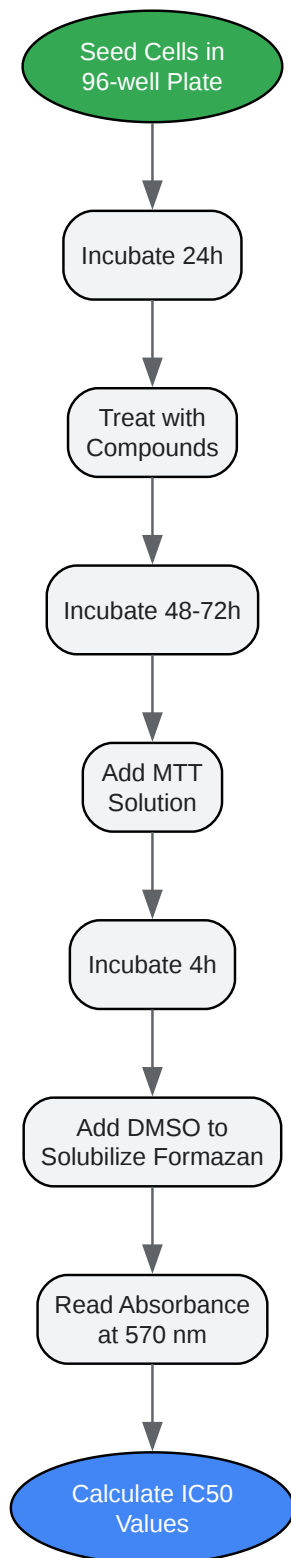 Seed Cells in
96-well Plate
Incubate 24h
Treat with
Compounds
Incubate 48-72h
Add MTT
Solution
Incubate 4h
Add DMSO to
Solubilize Formazan
Read Absorbance
at 570 nm
Calculate IC50
Values